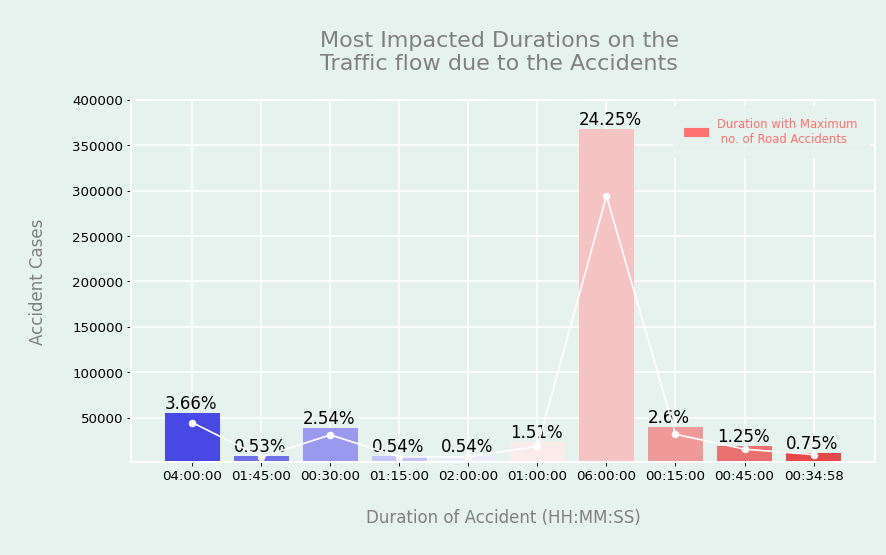 Most Impacted Durations on the
Traffic flow due to the Accidents
400000
350000
300000
250000
200000
150000
100000
50000
Accident Cases
24.25%
Duration with Maximum
no. of Road Accidents
3.66%
0.53%
2.54%
0.54%
0.54%
1.51%
2.6%
1.25%
0.75%
04:00:00 01:45:00 00:30:00 01:15:00 02:00:00 01:00:00 06:00:00 00:15:00 00:45:00 00:34:58
Duration of Accident (HH:MM:SS)